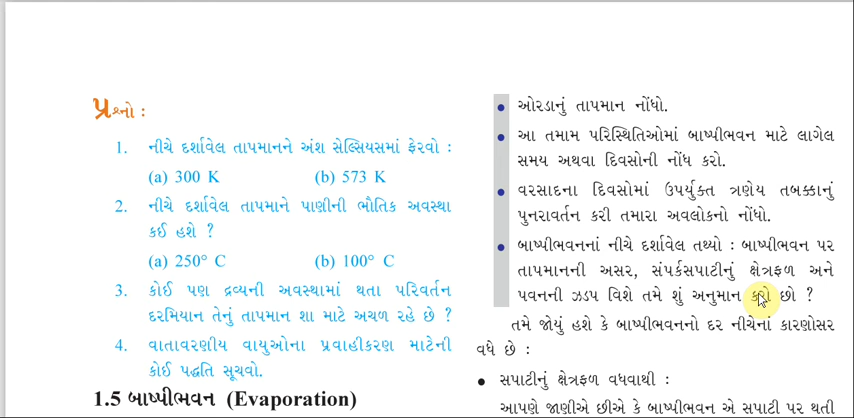 પ્રશ્નો :
1. નીચે દર્શાવેલ તાપમાનને અંશ સેલ્સિયસમાં ફેરવો :
(a) 300 K (b) 573 K
2. નીચે દર્શાવેલ તાપમાને પાણીની ભૌતિક અવસ્થા
કઈ હશે ?
(a) 250° C (b) 100° C
3. કોઈ પણ દ્રવ્યની અવસ્થામાં થતા પરિવર્તન
દરમિયાન તેનું તાપમાન શા માટે અચળ રહે છે ?
4. વાતાવરણીય વાયુઓના પ્રવાહીકરણ માટેની
કોઈ પદ્ધતિ સૂચવો.
1.5 બાષ્પીભવન (Evaporation)
• ઓરડાનું તાપમાન નોંધો.
• આ તમામ પરિસ્થિતિઓમાં બાષ્પીભવન માટે લાગેલ
સમય અથવા દિવસોની નોંધ કરો.
• વરસાદના દિવસોમાં ઉપર્યુક્ત ત્રણેય તબક્કાનું
પુનરાવર્તન કરી તમારા અવલોકનો નોંધો.
• બાષ્પીભવનનાં નીચે દર્શાવેલ તથ્યો : બાષ્પીભવન પર
તાપમાનની અસર, સંપર્કસપાટીનું ક્ષેત્રફળ અને
પવનની ઝડપ વિશે તમે શું અનુમાન કરો છો ?
તમે જોયું હશે કે બાષ્પીભવનનો દર નીચેનાં કારણોસર
વધે છે :
• સપાટીનું ક્ષેત્રફળ વધવાથી :
આપણે જાણીએ છીએ કે બાષ્પીભવન એ સપાટી પર થતી